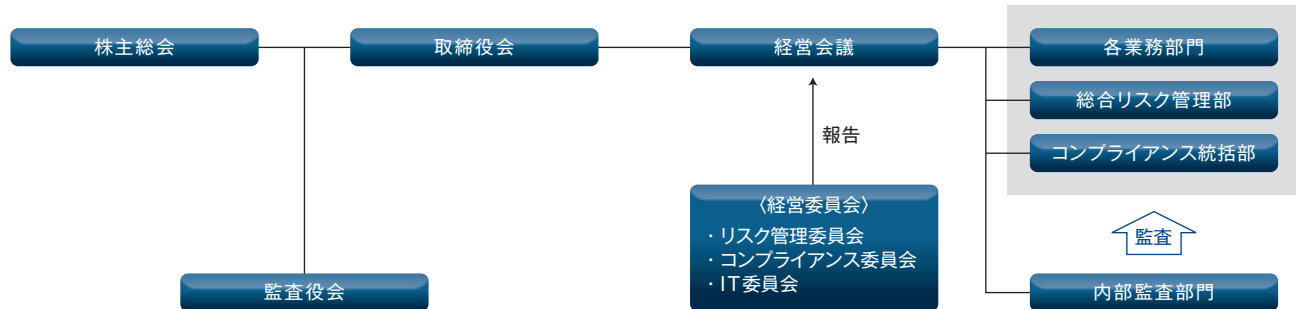 株主総会
取締役会
経営会議
各業務部門
総合リスク管理部
コンプライアンス統括部
報告
〈経営委員会〉
・リスク管理委員会
・コンプライアンス委員会
・IT委員会
監査
監査役会
内部監査部門